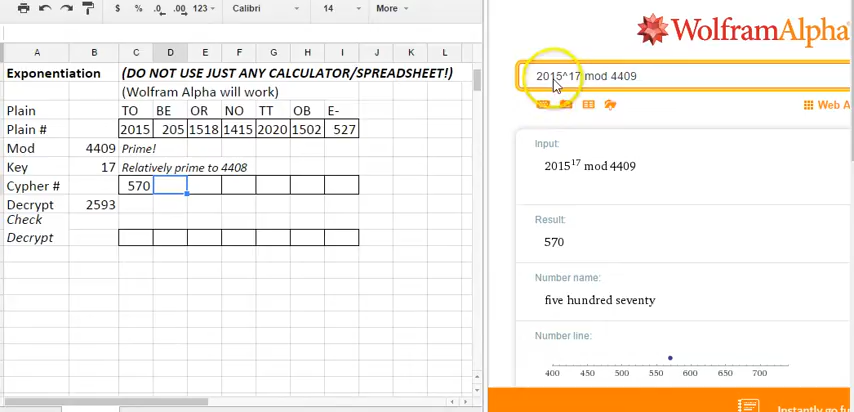 $ % .0 .00 123 Calibri 14 More
A B C D E F G H I J K L
Exponentiation (DO NOT USE JUST ANY CALCULATOR/SPREADSHEET!)
(Wolfram Alpha will work)
Plain TO BE OR NO TT OB E-
Plain # 2015 205 1518 1415 2020 1502 527
Mod 4409 Prime!
Key 17 Relatively prime to 4408
Cypher # 570
Decrypt 2593
Check
Decrypt
WolframAlpha
2015^17 mod 4409
Web A
Input:
2015^17 mod 4409
Result:
570
Number name:
five hundred seventy
Number line:
400 450 500 550 600 650 700
Instantly go fu